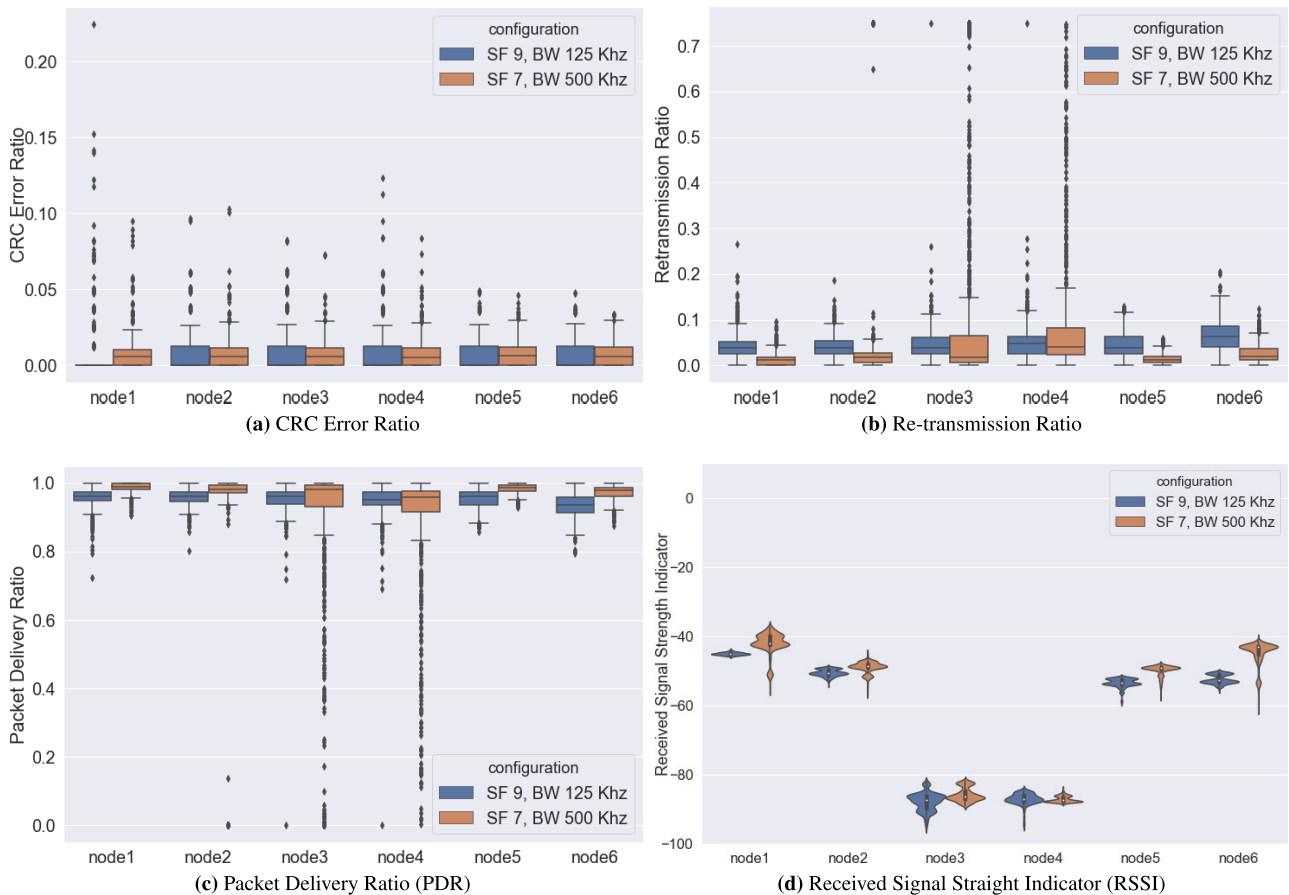 configuration
SF 9, BW 125 Khz
SF 7, BW 500 Khz
CRC Error Ratio
0.20
0.15
0.10
0.05
0.00
node1 node2 node3 node4 node5 node6
(a) CRC Error Ratio
configuration
SF 9, BW 125 Khz
SF 7, BW 500 Khz
Retransmission Ratio
0.7
0.6
0.5
0.4
0.3
0.2
0.1
0.0
node1 node2 node3 node4 node5 node6
(b) Re-transmission Ratio
Packet Delivery Ratio
1.0
0.8
0.6
0.4
0.2
0.0
configuration
SF 9, BW 125 Khz
SF 7, BW 500 Khz
node1 node2 node3 node4 node5 node6
(c) Packet Delivery Ratio (PDR)
configuration
SF 9, BW 125 Khz
SF 7, BW 500 Khz
Received Signal Strength Indicator
0
−20
−40
−60
−80
−100
node1 node2 node3 node4 node5 node6
(d) Received Signal Straight Indicator (RSSI)